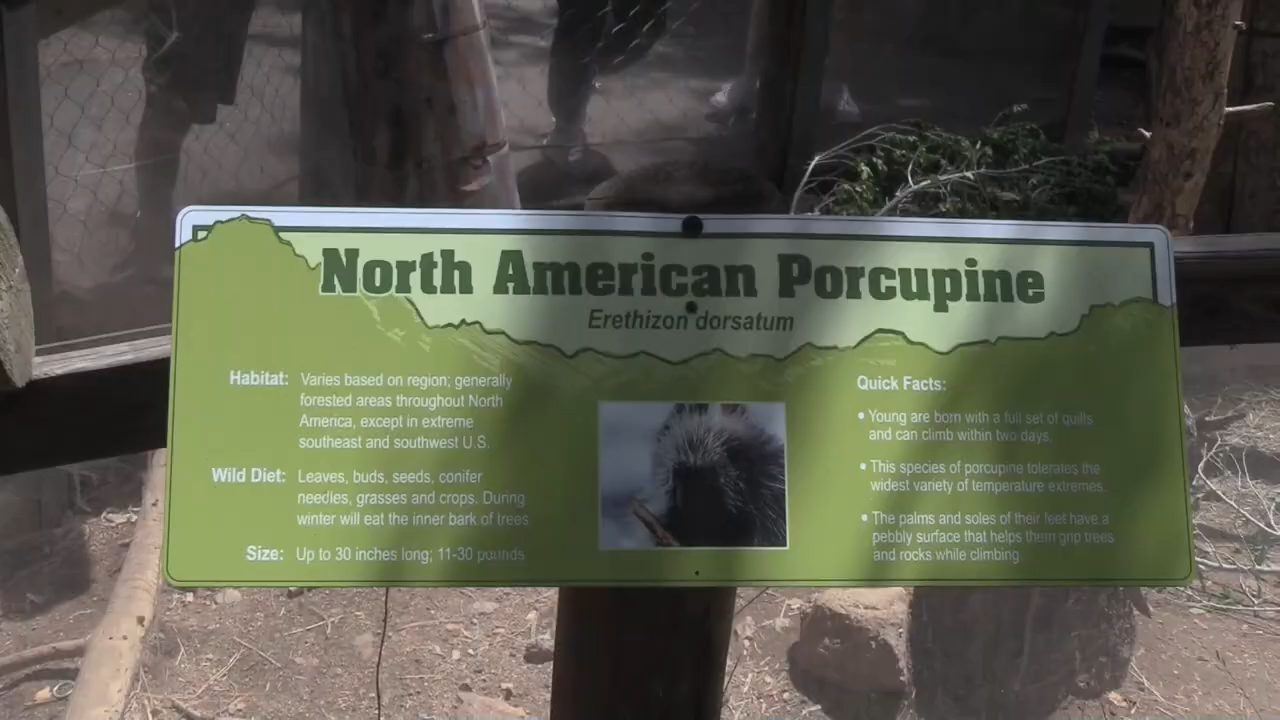 North American Porcupine
Erethizon dorsatum
Habitat: Varies based on region; generally
forested areas throughout North
America, except in extreme
southeast and southwest U.S.
Wild Diet: Leaves, buds, seeds, conifer
needles, grasses and crops. During
winter will eat the inner bark of trees
Size: Up to 30 inches long; 11-30 pounds
Quick Facts:
• Young are born with a full set of quills
and can climb within two days.
• This species of porcupine tolerates the
widest variety of temperature extremes.
• The palms and soles of their feet have a
pebbly surface that helps them grip trees
and rocks while climbing.